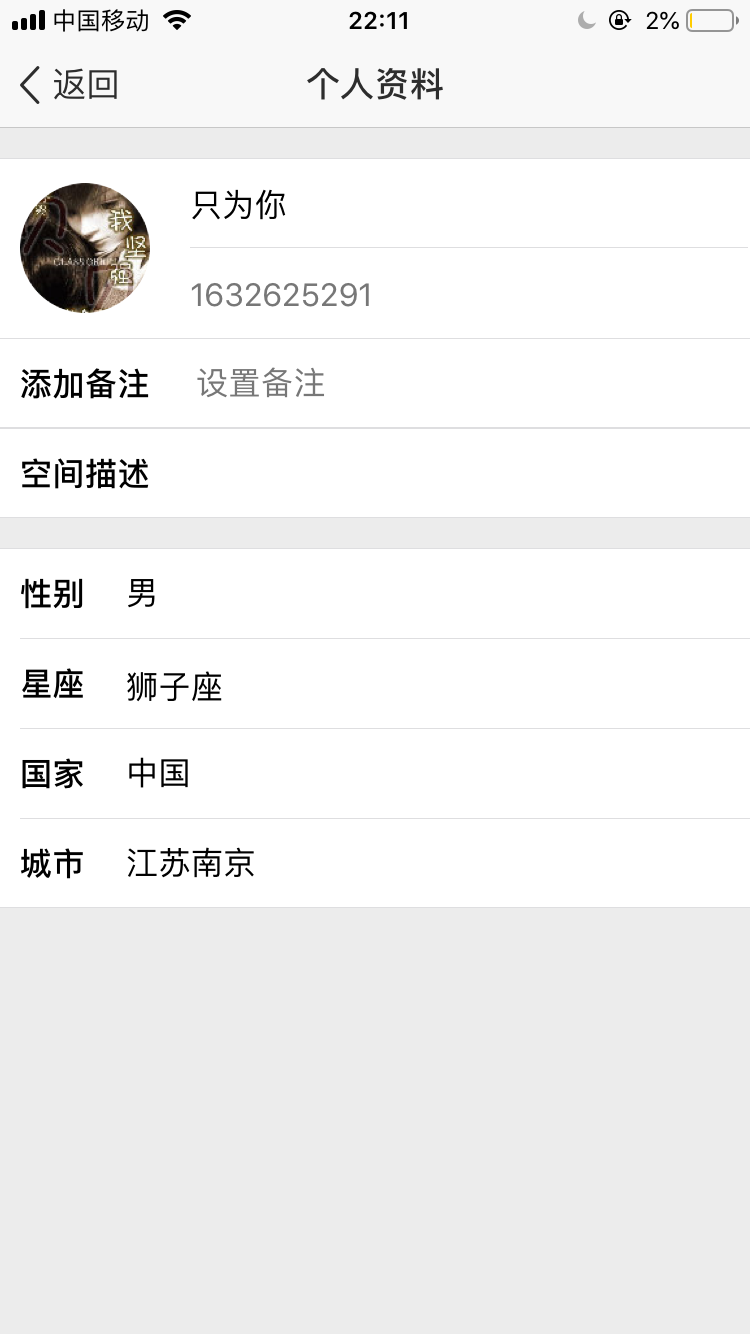 中国移动 22:11 2%
返回 个人资料
我
坚
强
只为你
1632625291
添加备注 设置备注
空间描述
性别 男
星座 狮子座
国家 中国
城市 江苏南京